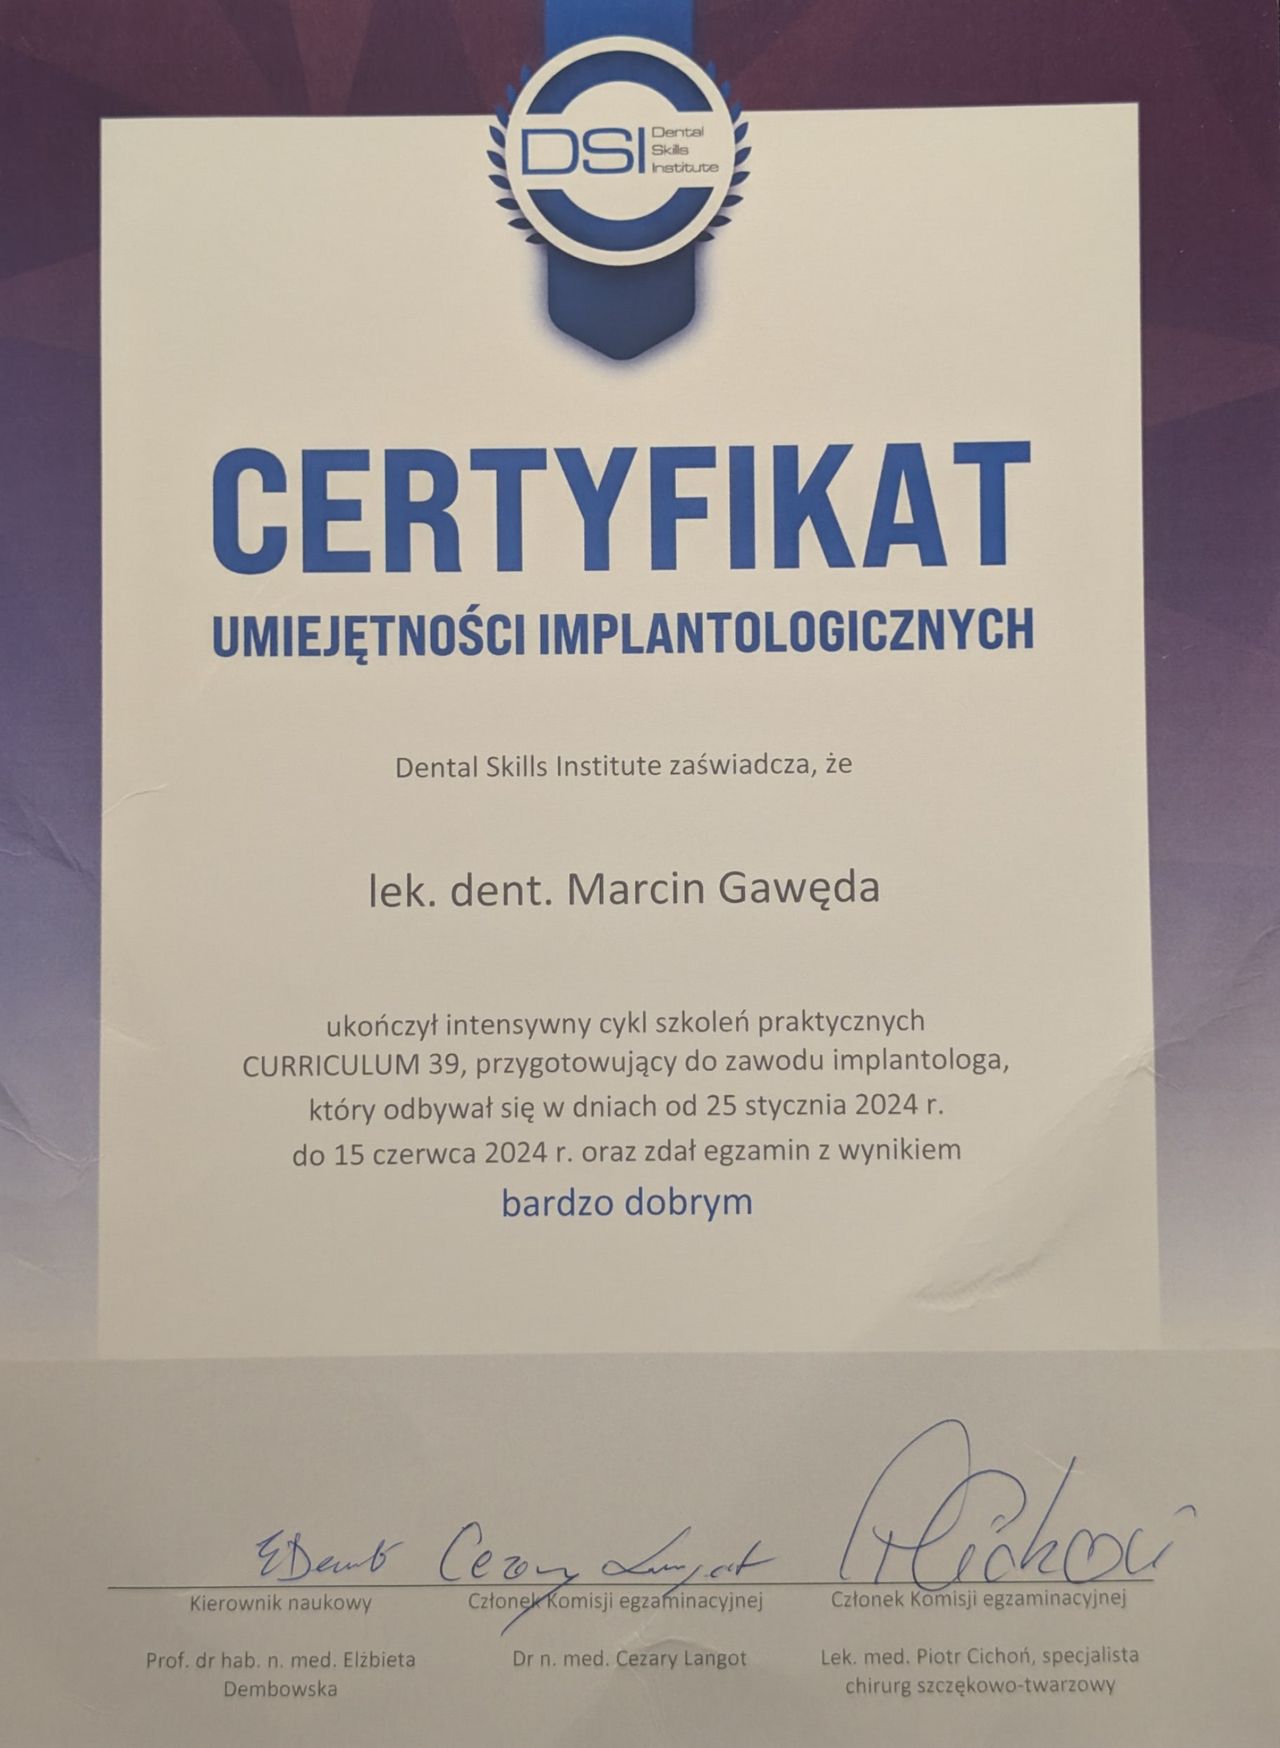 DSI Dental
Skills
Institute
CERTYFIKAT
UMIEJĘTNOŚCI IMPLANTOLOGICZNYCH
Dental Skills Institute zaświadcza, że
lek. dent. Marcin Gawęda
ukończył intensywny cykl szkoleń praktycznych
CURRICULUM 39, przygotowujący do zawodu implantologa,
który odbywał się w dniach od 25 stycznia 2024 r.
do 15 czerwca 2024 r. oraz zdał egzamin z wynikiem
bardzo dobrym
Cezary Langot
Kierownik naukowy
Członek Komisji egzaminacyjnej
Członek Komisji egzaminacyjnej
Prof. dr hab. n. med. Elżbieta
Dembowska
Dr n. med. Cezary Langot
Lek. med. Piotr Cichoń, specjalista
chirurg szczękowo-twarzowy